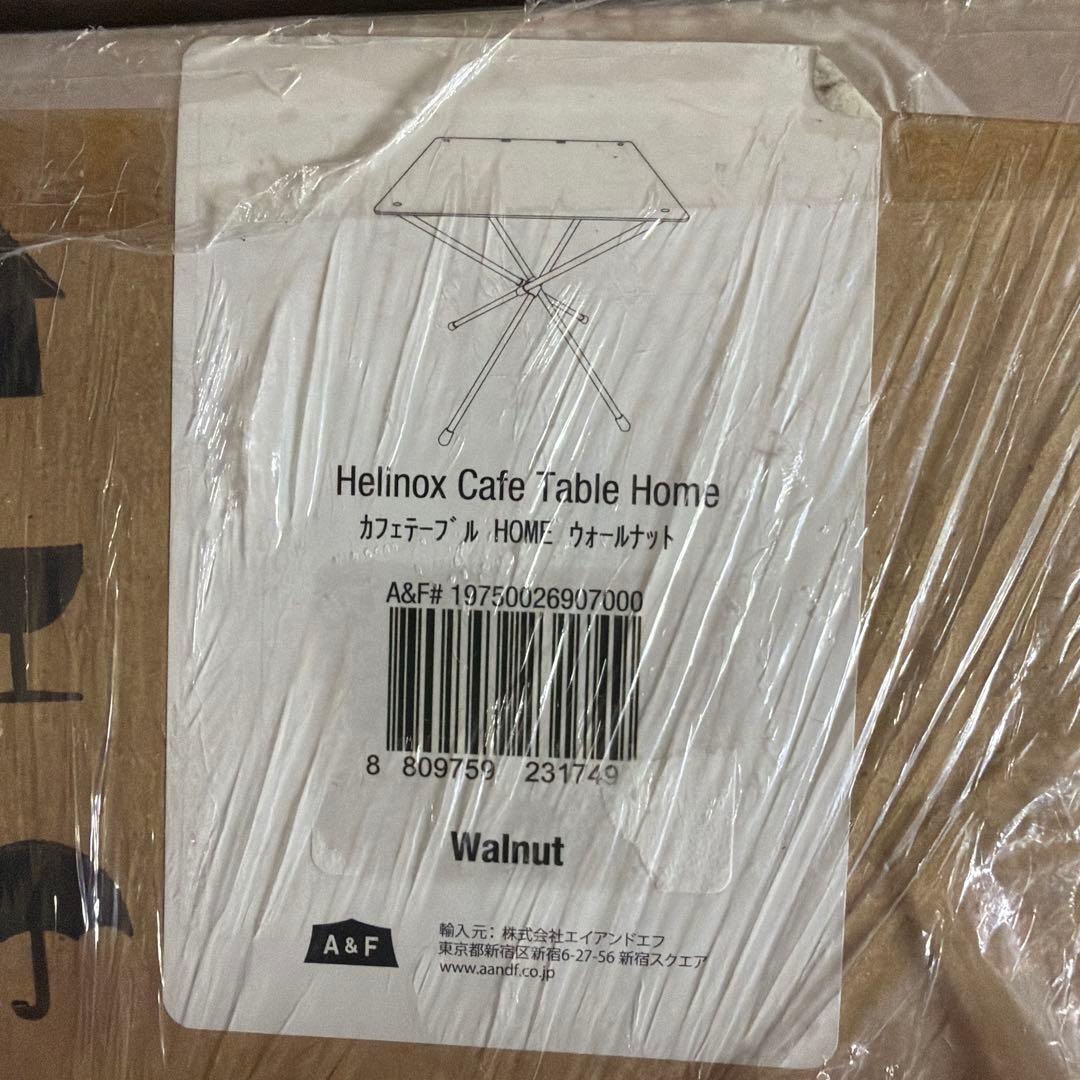 Helinox Cafe Table Home
カフェテーブル HOME ウォールナット
A&F# 19750026907000
8 809759 231749
Walnut
A & F
輸入元：株式会社エイアンドエフ
東京都新宿区新宿6-27-56 新宿スクエア
www.aandf.co.jp